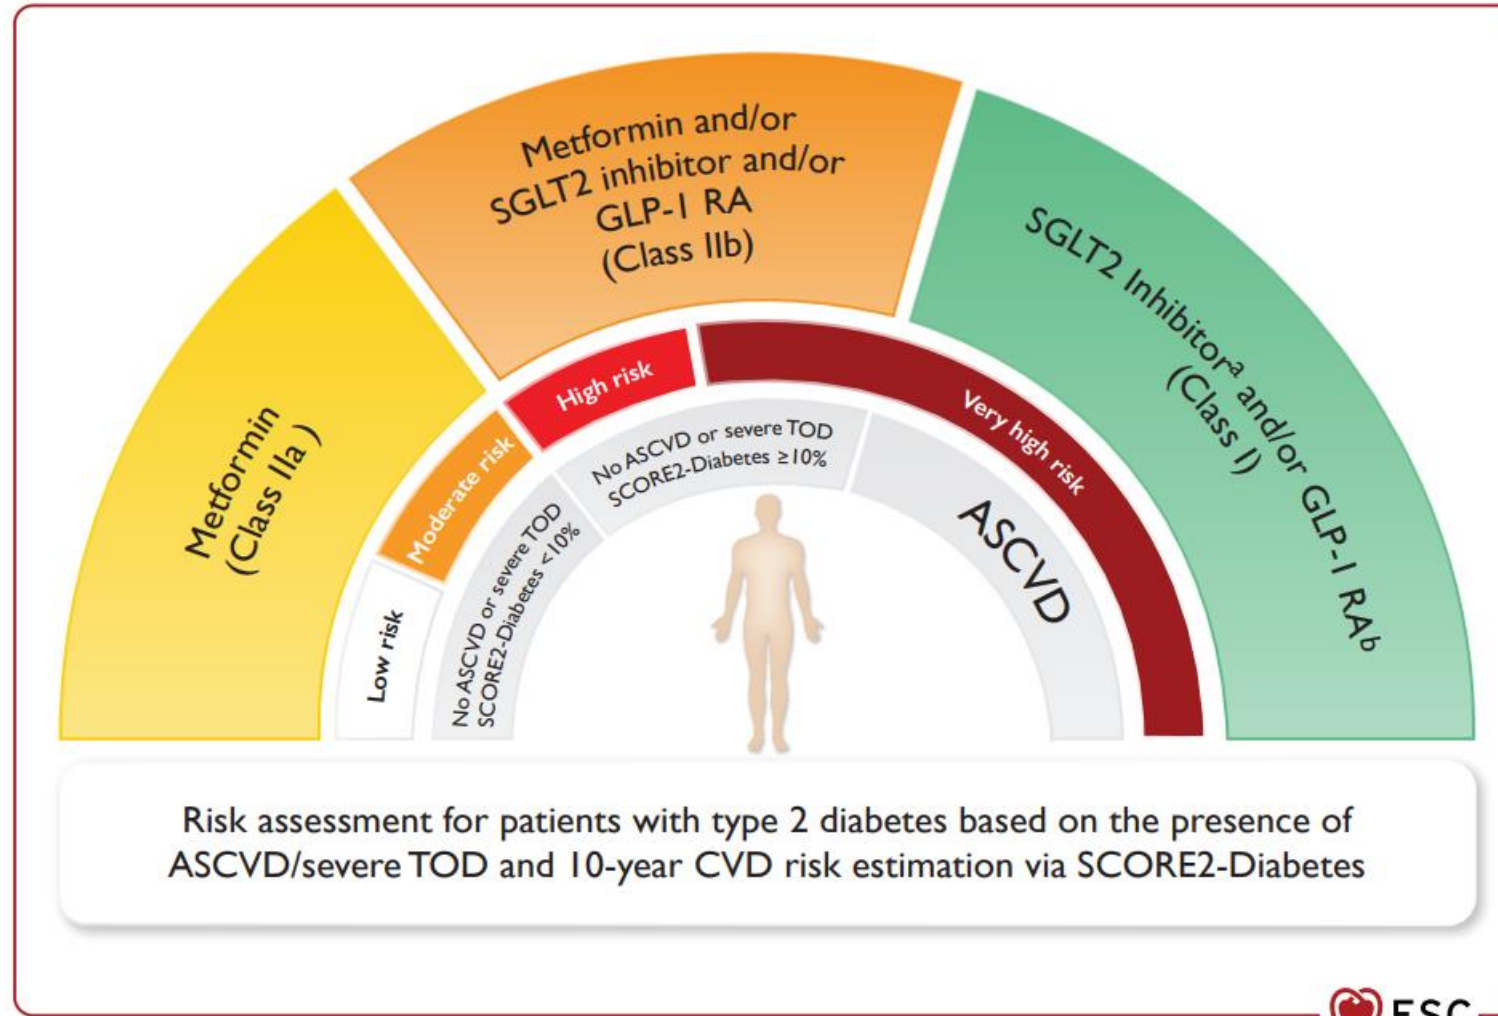 Metformin and/or
SGLT2 inhibitor and/or
GLP-1 RA
(Class IIb)
SGLT2 Inhibitorᵃ and/or GLP-1 RAᵇ
(Class I)
Metformin
(Class IIa )
High risk
Very high risk
Moderate risk
Low risk
No ASCVD or severe TOD
SCORE2-Diabetes ≥10%
No ASCVD or severe TOD
SCORE2-Diabetes <10%
ASCVD
Risk assessment for patients with type 2 diabetes based on the presence of
ASCVD/severe TOD and 10-year CVD risk estimation via SCORE2-Diabetes
ESC